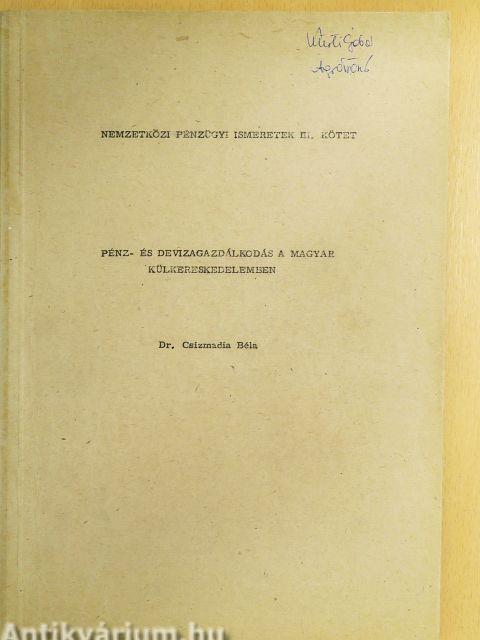 NEMZETKÖZI PÉNZÜGYI ISMERETEK III. KÖTET
PÉNZ- ÉS DEVIZAGAZDÁLKODÁS A MAGYAR
KÜLKERESKEDELEMBEN
Dr. Csizmadia Béla
Antikvárium.hu